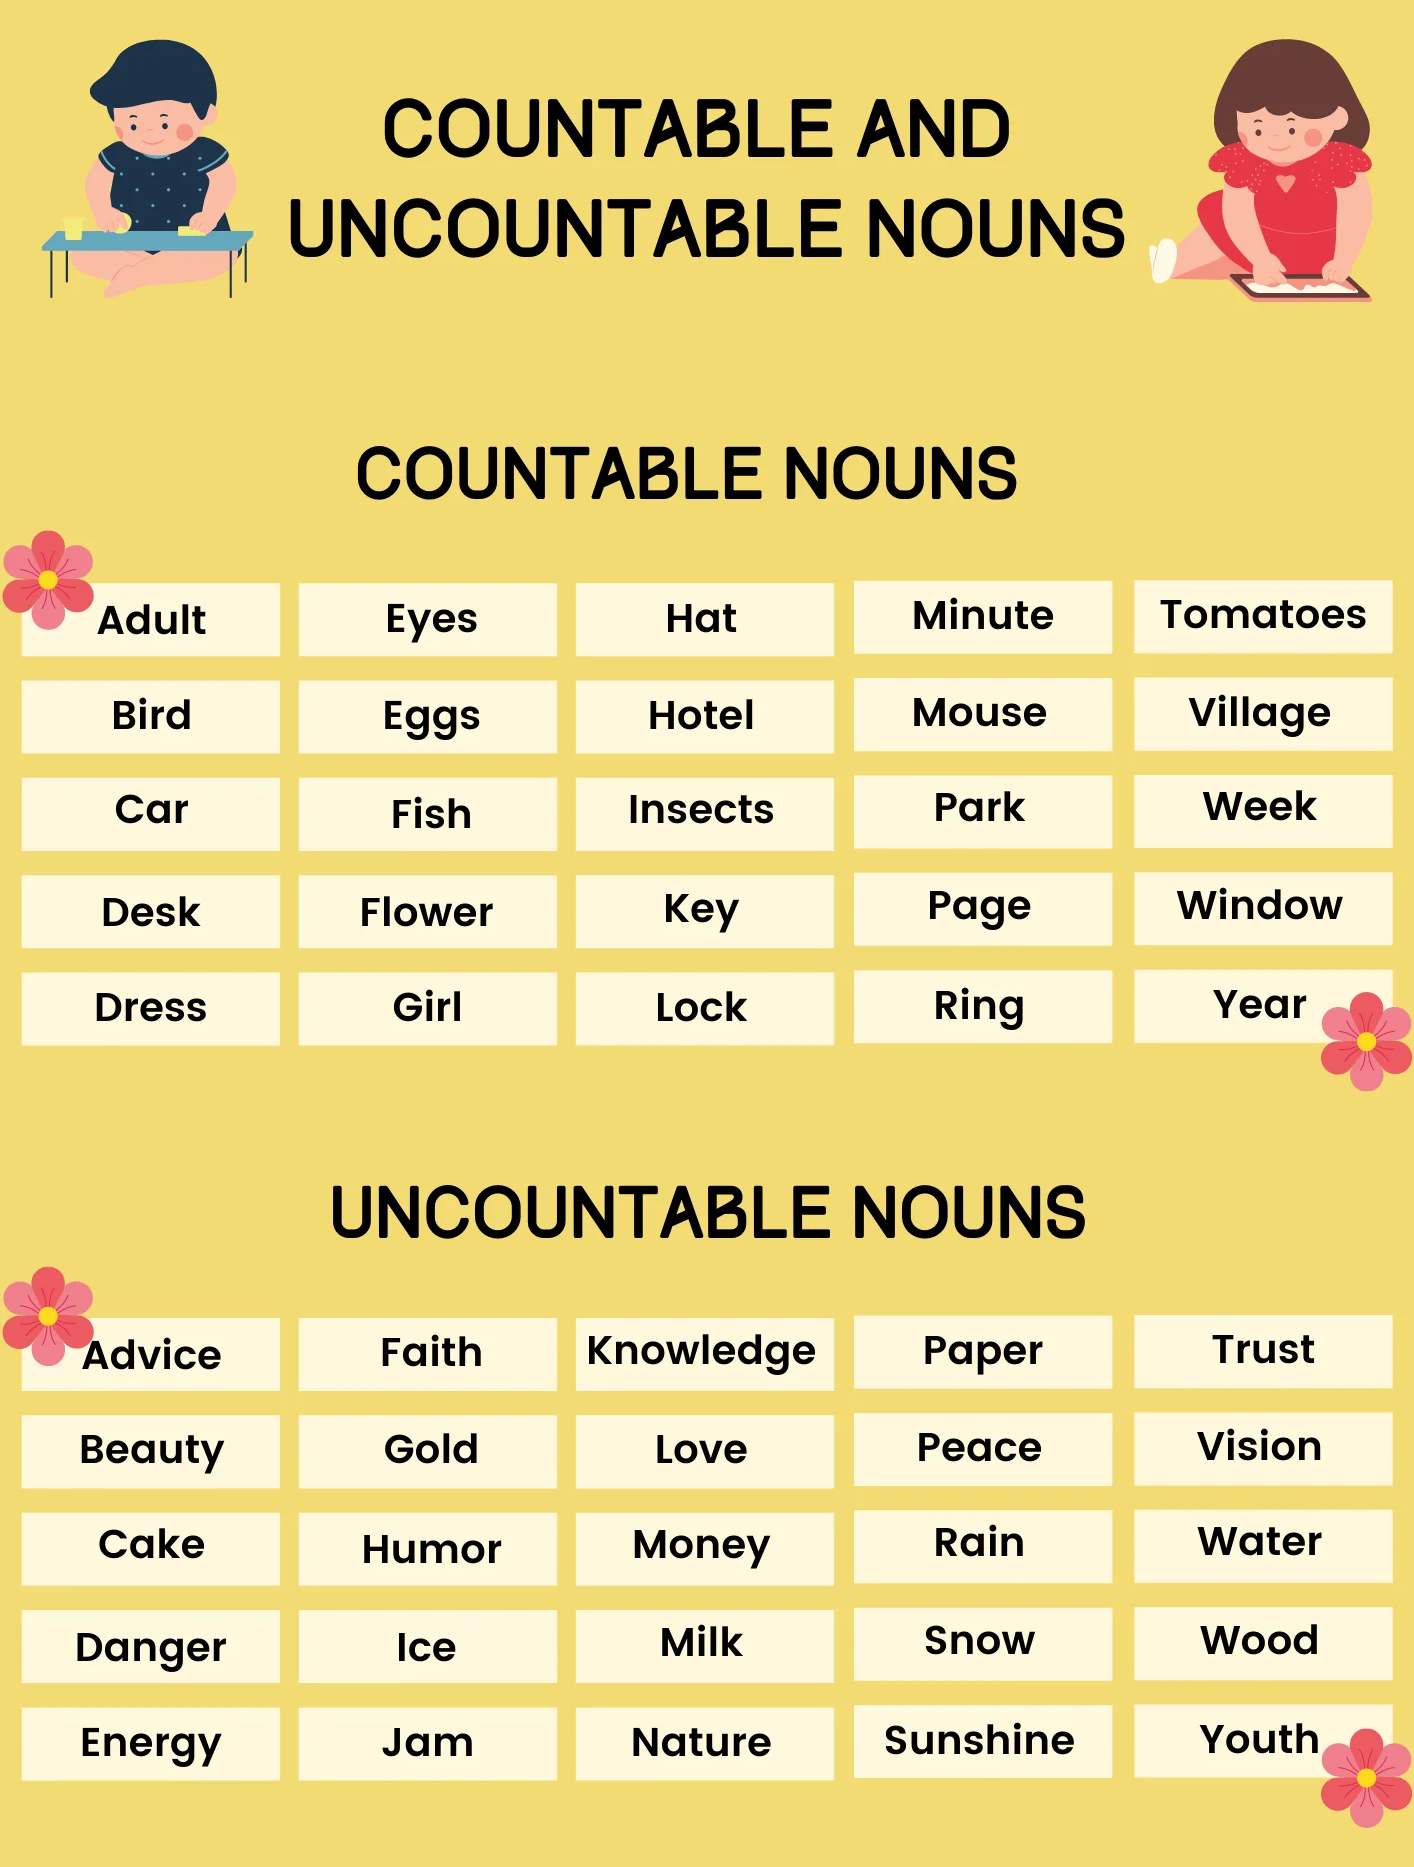 COUNTABLE AND
UNCOUNTABLE NOUNS
COUNTABLE NOUNS
Adult Eyes Hat Minute Tomatoes
Bird Eggs Hotel Mouse Village
Car Fish Insects Park Week
Desk Flower Key Page Window
Dress Girl Lock Ring Year
UNCOUNTABLE NOUNS
Advice Faith Knowledge Paper Trust
Beauty Gold Love Peace Vision
Cake Humor Money Rain Water
Danger Ice Milk Snow Wood
Energy Jam Nature Sunshine Youth